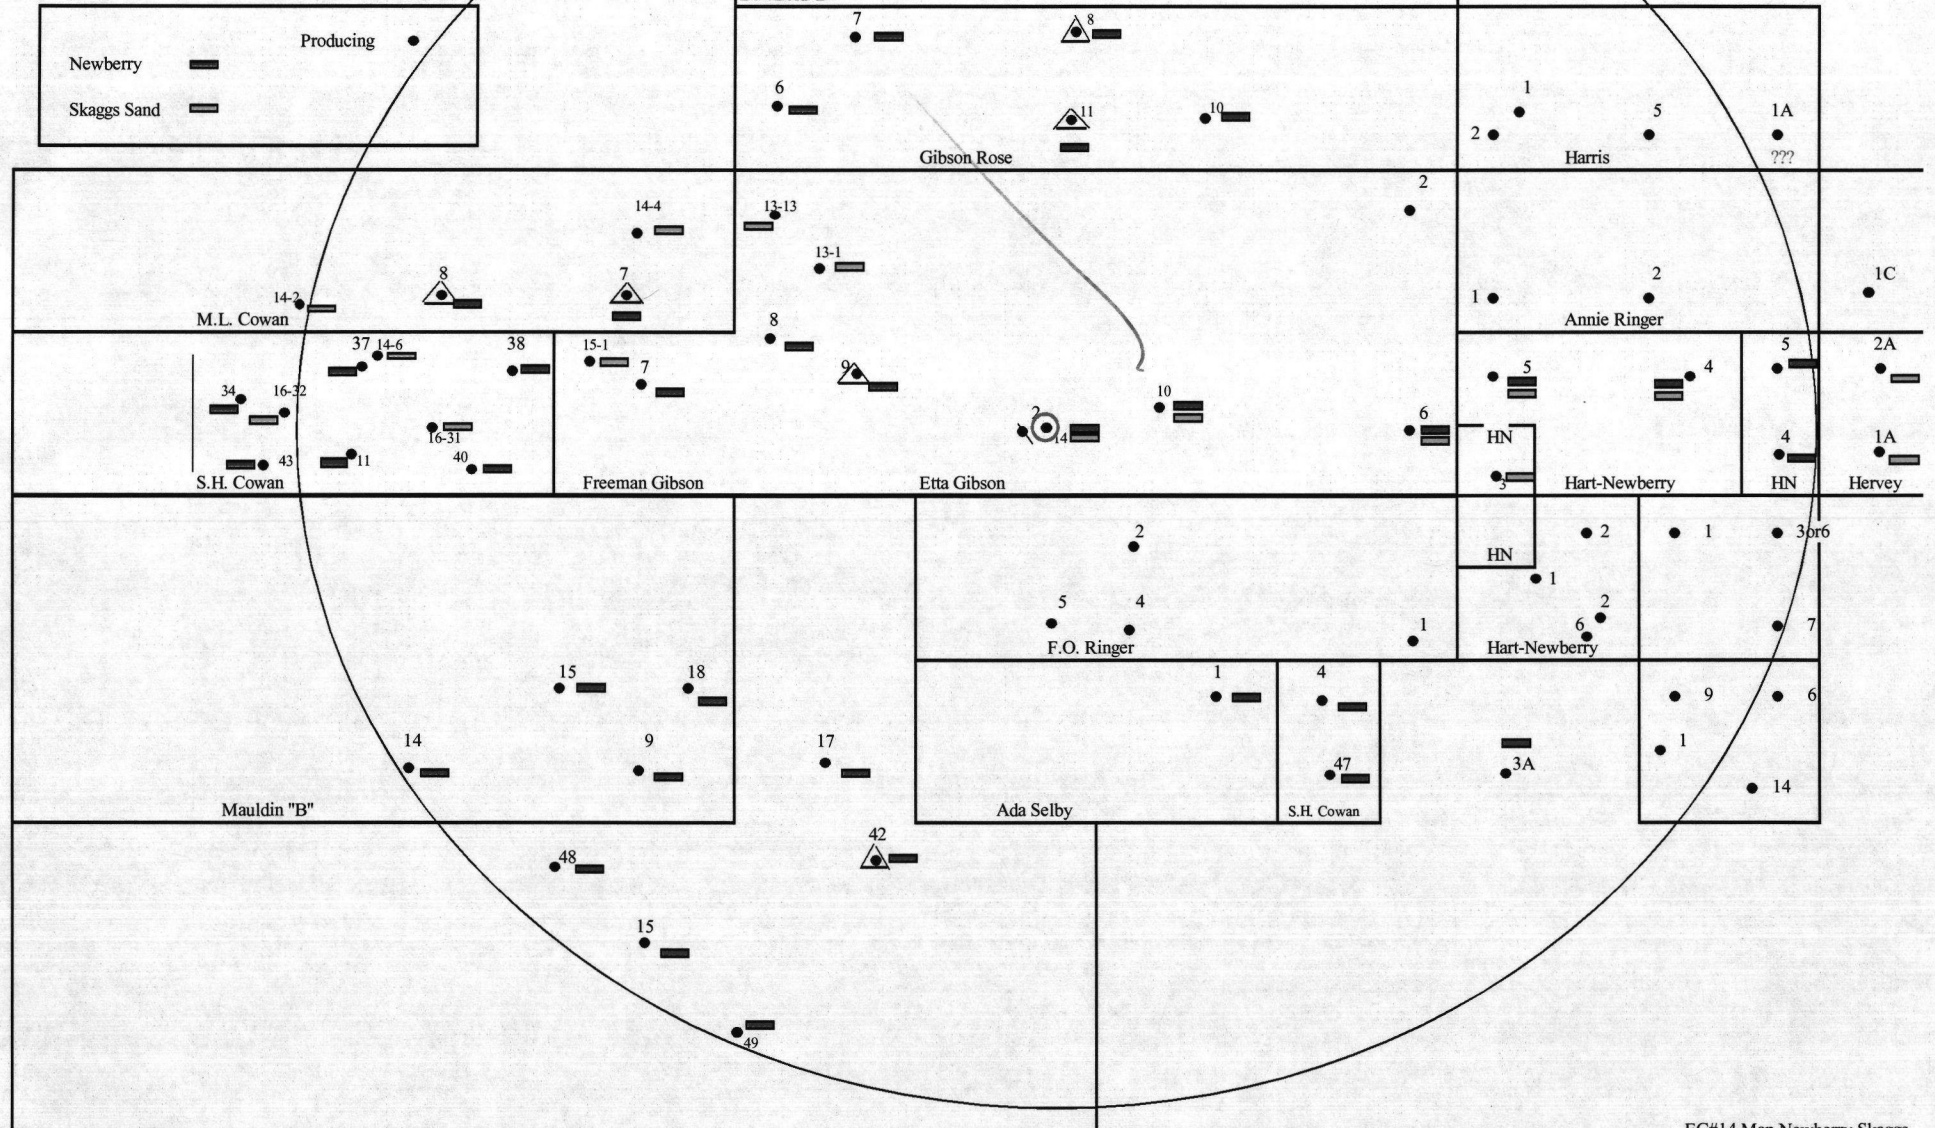 Producing
Newberry
Skaggs Sand
7
8
6
11
10
Gibson Rose
1
2
5
1A
Harris
???
14-4
13-13
2
13-1
8
7
14-2
M.L. Cowan
1
2
1C
Annie Ringer
8
37
14-6
38
15-1
7
9
5
4
5
2A
34
16-32
10
2
14
6
HN
16-31
43
11
40
4
1A
S.H. Cowan
Freeman Gibson
Etta Gibson
3
Hart-Newberry
HN
Hervey
2
2
1
3or6
HN
1
5
4
2
1
6
7
F.O. Ringer
Hart-Newberry
15
18
1
4
9
6
14
9
17
47
3A
1
14
Mauldin "B"
Ada Selby
S.H. Cowan
42
48
15
49